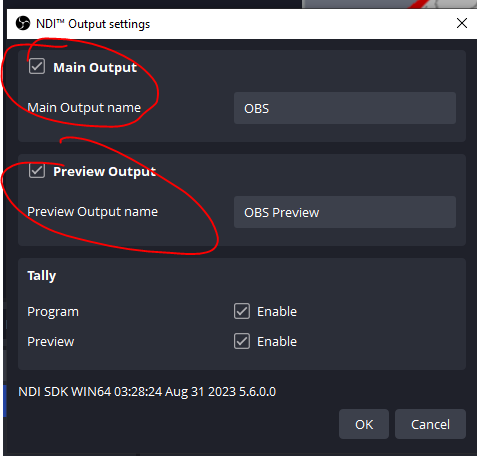 NDI™ Output settings
Main Output
Main Output name
OBS
Preview Output
Preview Output name
OBS Preview
Tally
Program
Enable
Preview
Enable
NDI SDK WIN64 03:28:24 Aug 31 2023 5.6.0.0
OK
Cancel